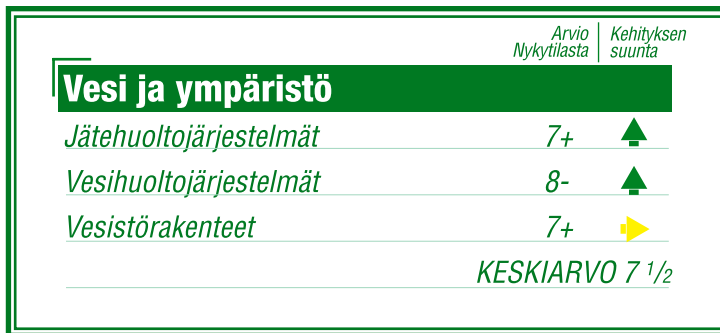 Arvio Nykytilasta
Kehityksen suunta
Vesi ja ympäristö
Jätehuoltojärjestelmät 7+
Vesihuoltojärjestelmät 8-
Vesistörakenteet 7+
KESKIARVO 7 1/2